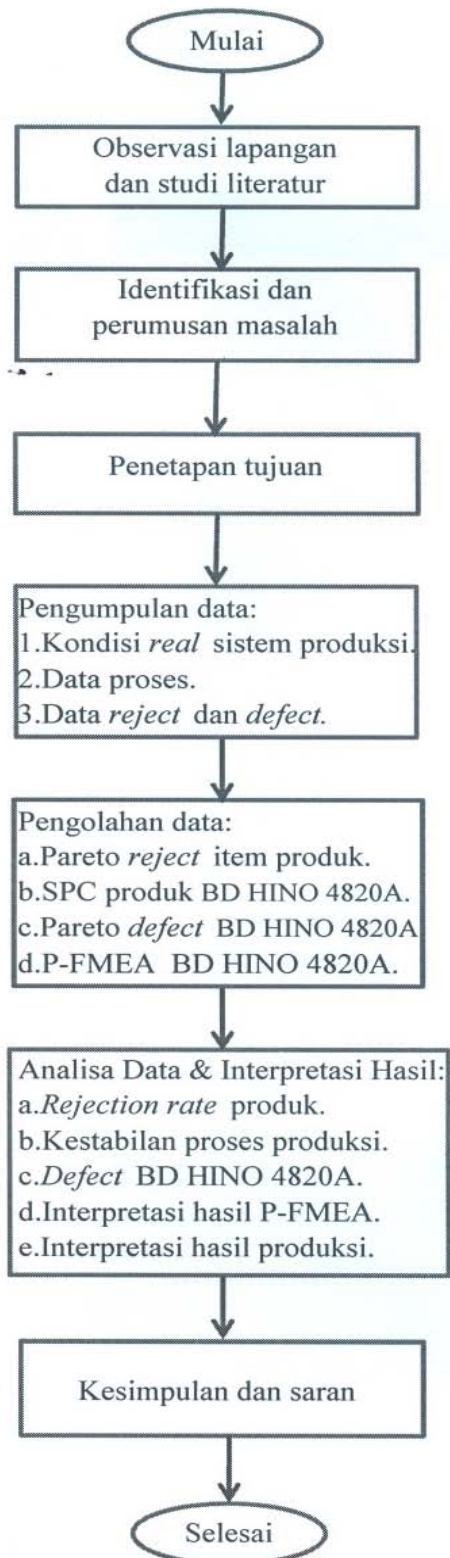 Mulai
Observasi lapangan
dan studi literatur
Identifikasi dan
perumusan masalah
Penetapan tujuan
Pengumpulan data:
1.Kondisi real sistem produksi.
2.Data proses.
3.Data reject dan defect.
Pengolahan data:
a.Pareto reject item produk.
b.SPC produk BD HINO 4820A.
c.Pareto defect BD HINO 4820A
d.P-FMEA BD HINO 4820A.
Analisa Data & Interpretasi Hasil:
a.Rejection rate produk.
b.Kestabilan proses produksi.
c.Defect BD HINO 4820A.
d.Interpretasi hasil P-FMEA.
e.Interpretasi hasil produksi.
Kesimpulan dan saran
Selesai